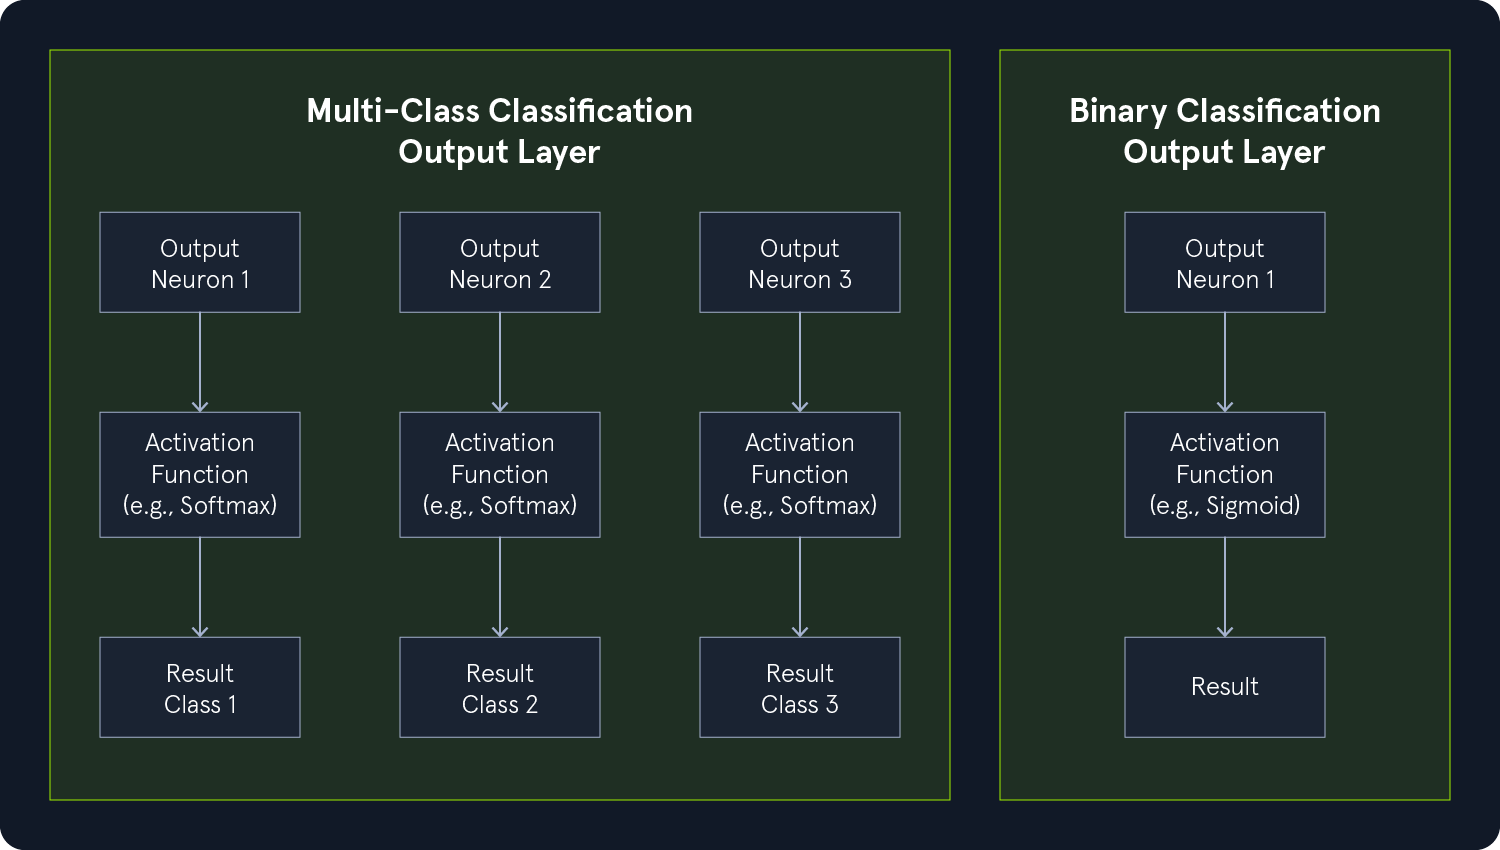 Multi-Class Classification
Output Layer
Output
Neuron 1
Output
Neuron 2
Output
Neuron 3
Activation
Function
(e.g., Softmax)
Activation
Function
(e.g., Softmax)
Activation
Function
(e.g., Softmax)
Result
Class 1
Result
Class 2
Result
Class 3
Binary Classification
Output Layer
Output
Neuron 1
Activation
Function
(e.g., Sigmoid)
Result